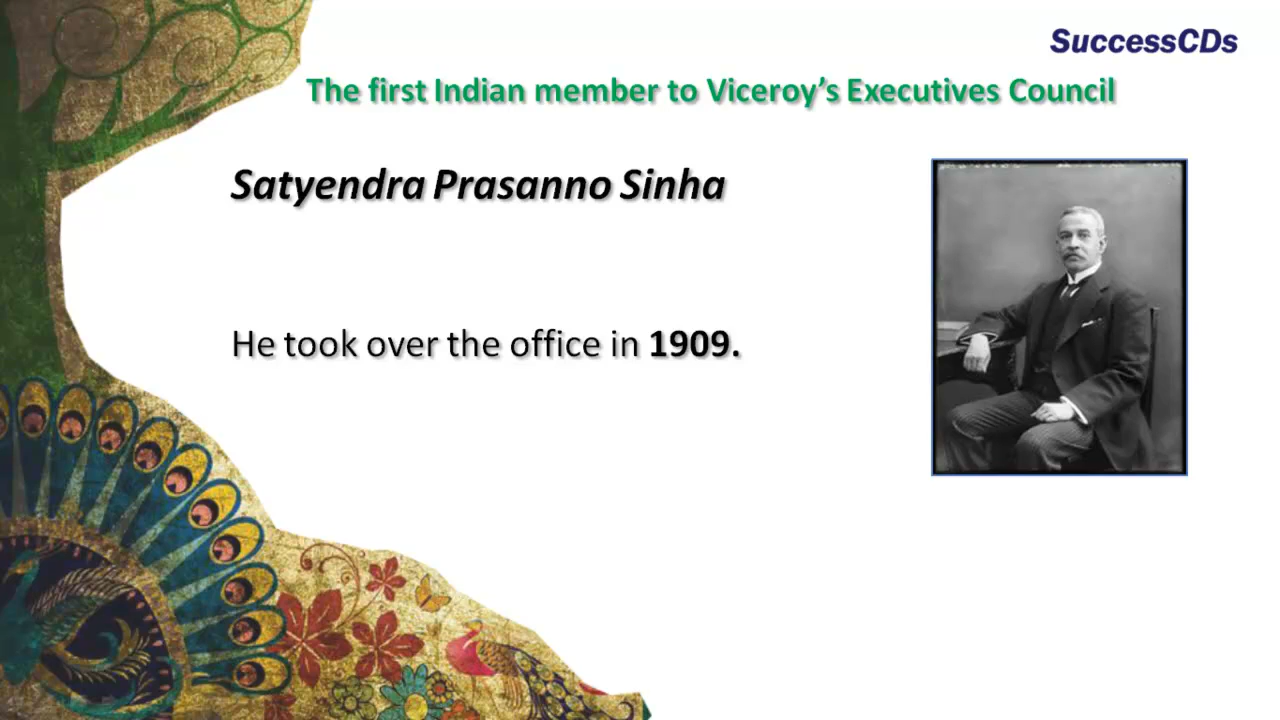 SuccessCDs
The first Indian member to Viceroy’s Executives Council
Satyendra Prasanno Sinha
He took over the office in 1909.